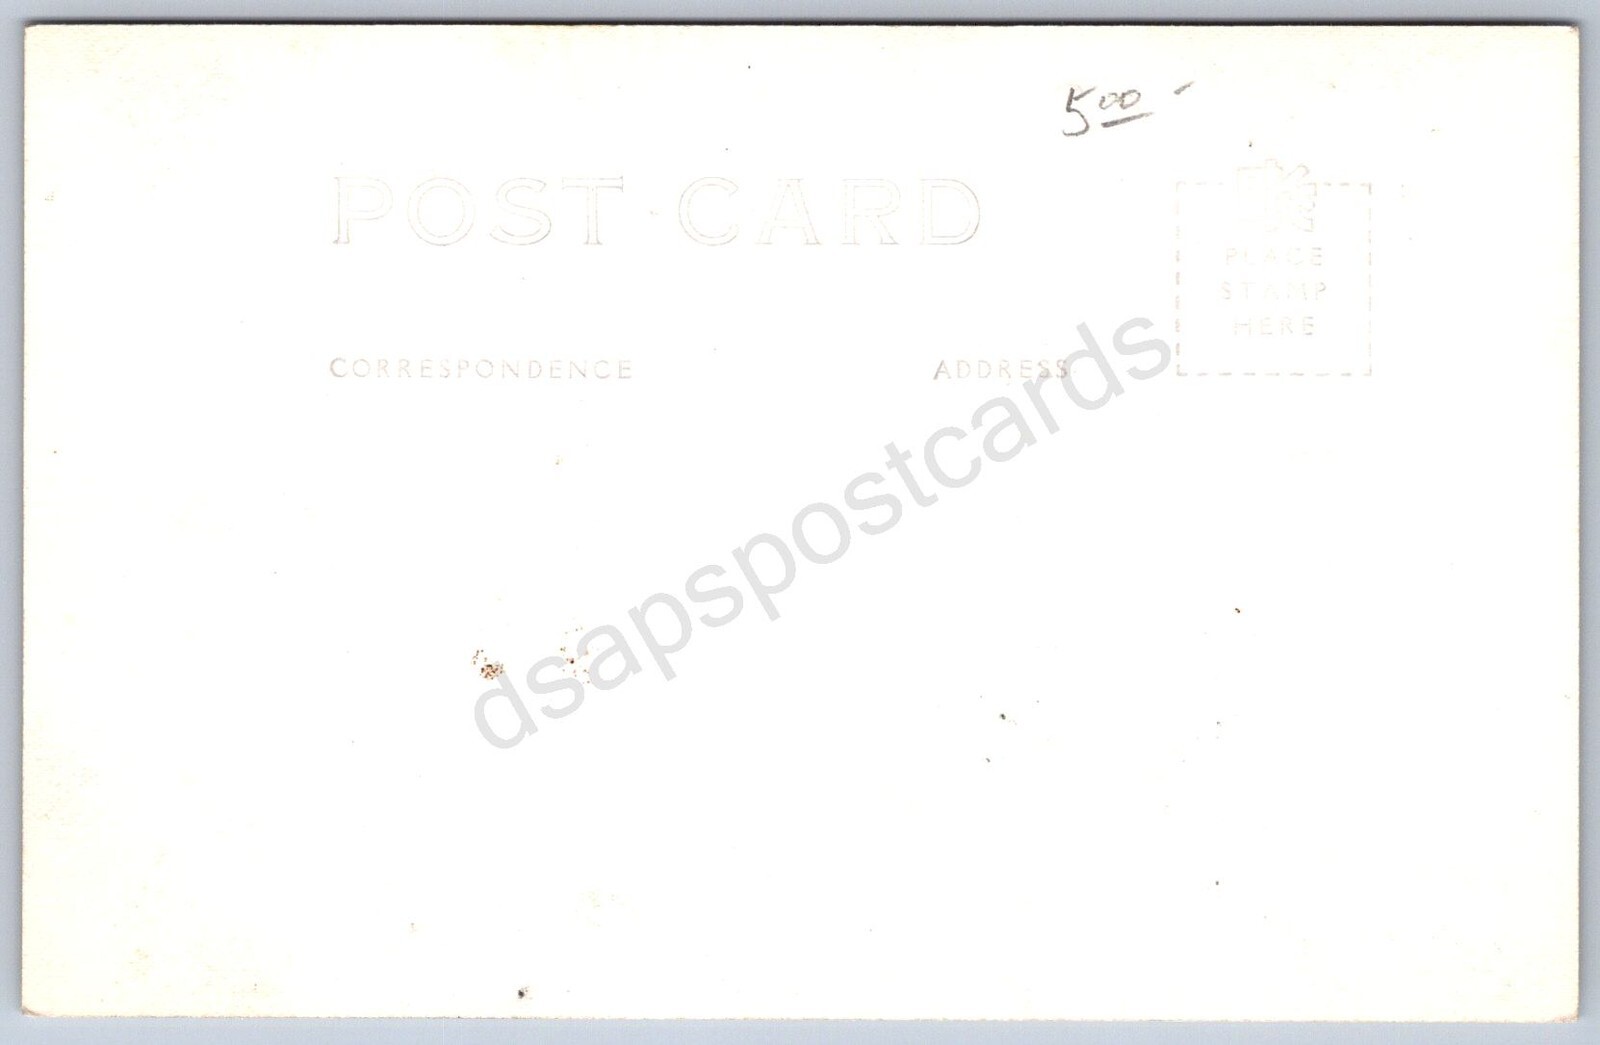 5 00 -
POST CARD
PLACE
STAMP
HERE
CORRESPONDENCE
ADDRESS
dsapspostcards